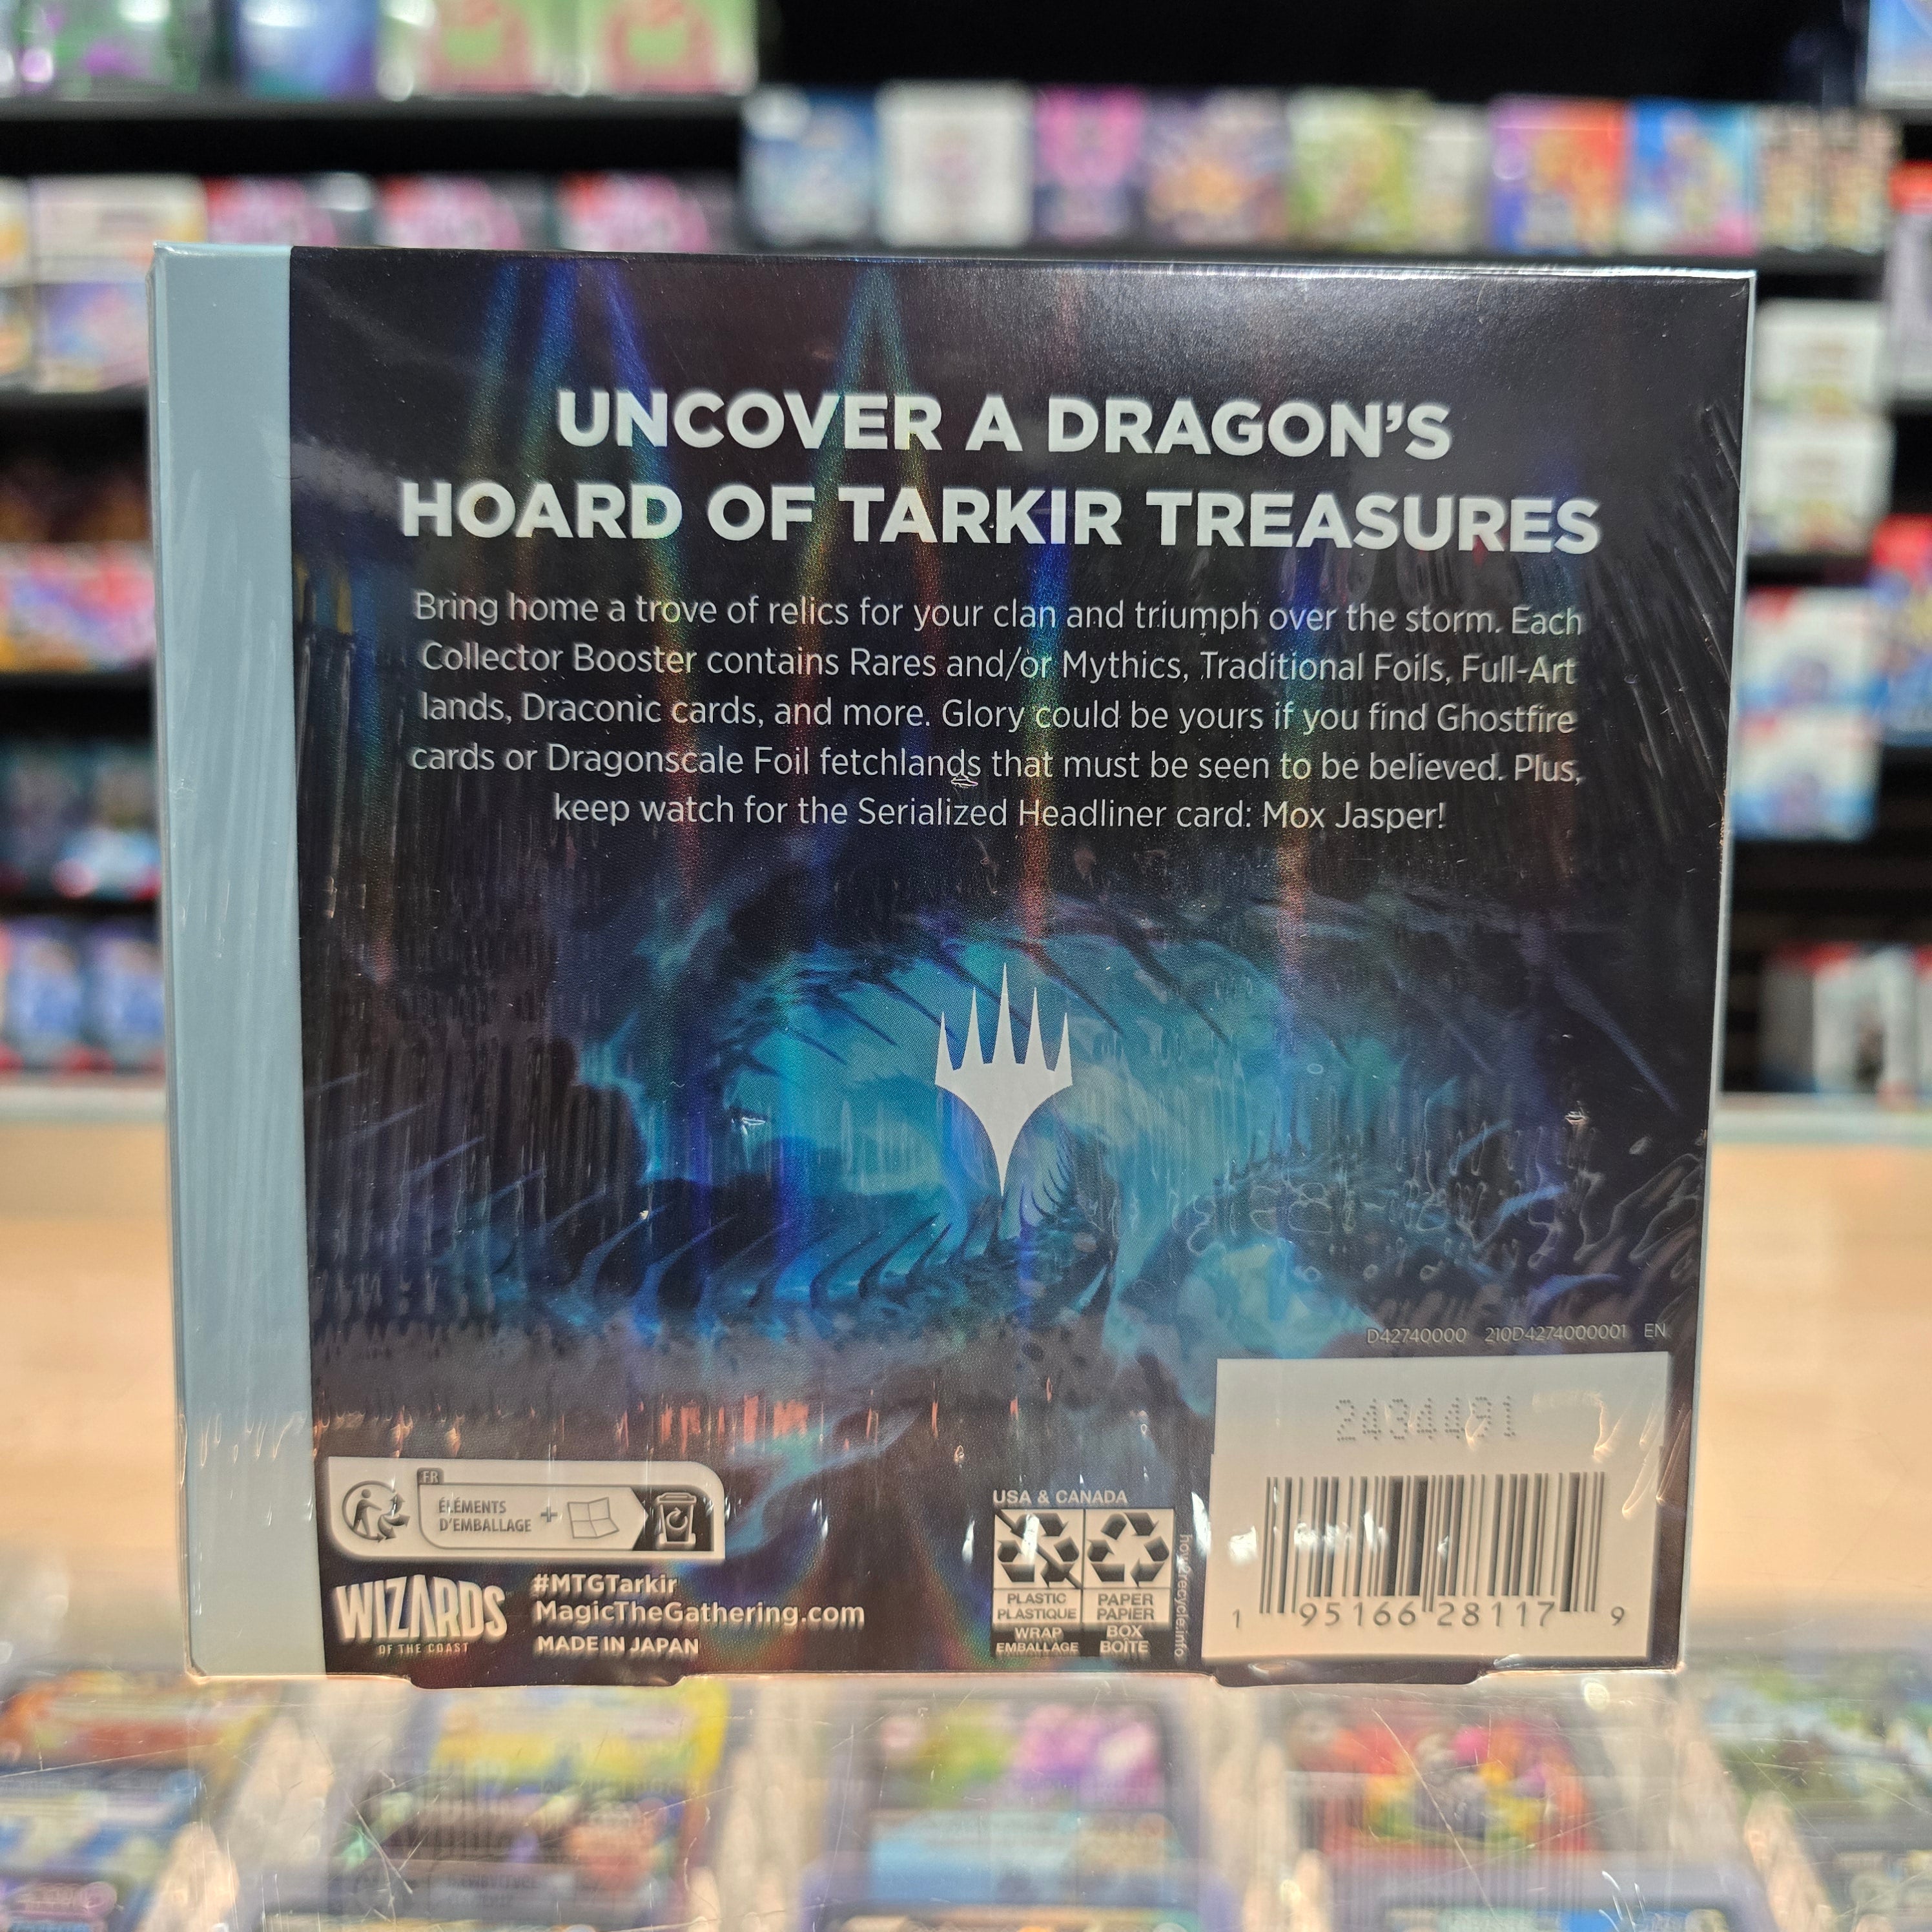 UNCOVER A DRAGON'S
HOARD OF TARKIR TREASURES
Bring home a trove of relics for your clan and triumph over the storm. Each
Collector Booster contains Rares and/or Mythics, Traditional Foils, Full-Art
lands, Draconic cards, and more. Glory could be yours if you find Ghostfire
cards or Dragonscale Foil fetchlands that must be seen to be believed. Plus,
keep watch for the Serialized Headliner card: Mox Jasper!
D42740000 210D4274000001 EN
2434491
1 95166 28117 9
FR
ÉLÉMENTS
D'EMBALLAGE +
WIZARDS
OF THE COAST
#MTGTarkir
MagicTheGathering.com
MADE IN JAPAN
USA & CANADA
PLASTIC
PLASTIQUE
WRAP
EMBALLAGE
PAPER
PAPIER
BOX
BOÎTE
how2recycle.info